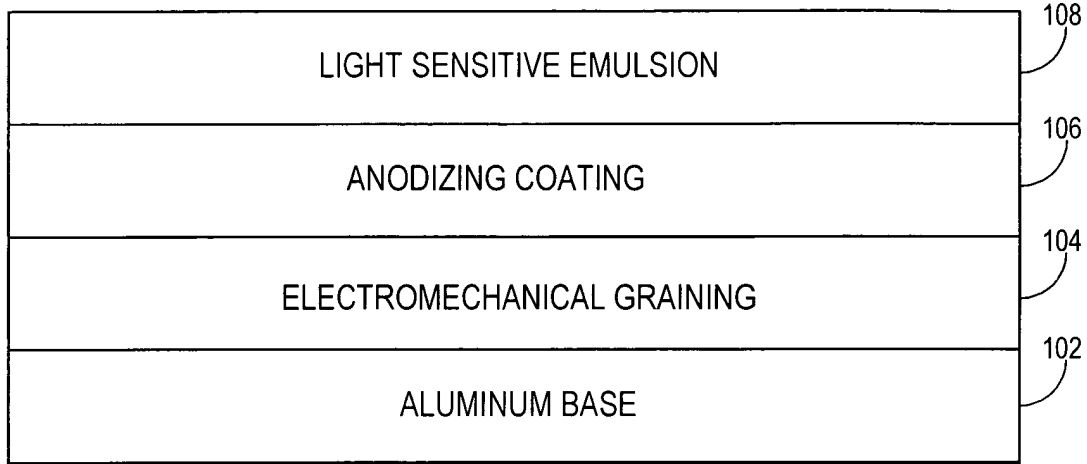 108
LIGHT SENSITIVE EMULSION
106
ANODIZING COATING
104
ELECTROMECHANICAL GRAINING
102
ALUMINUM BASE